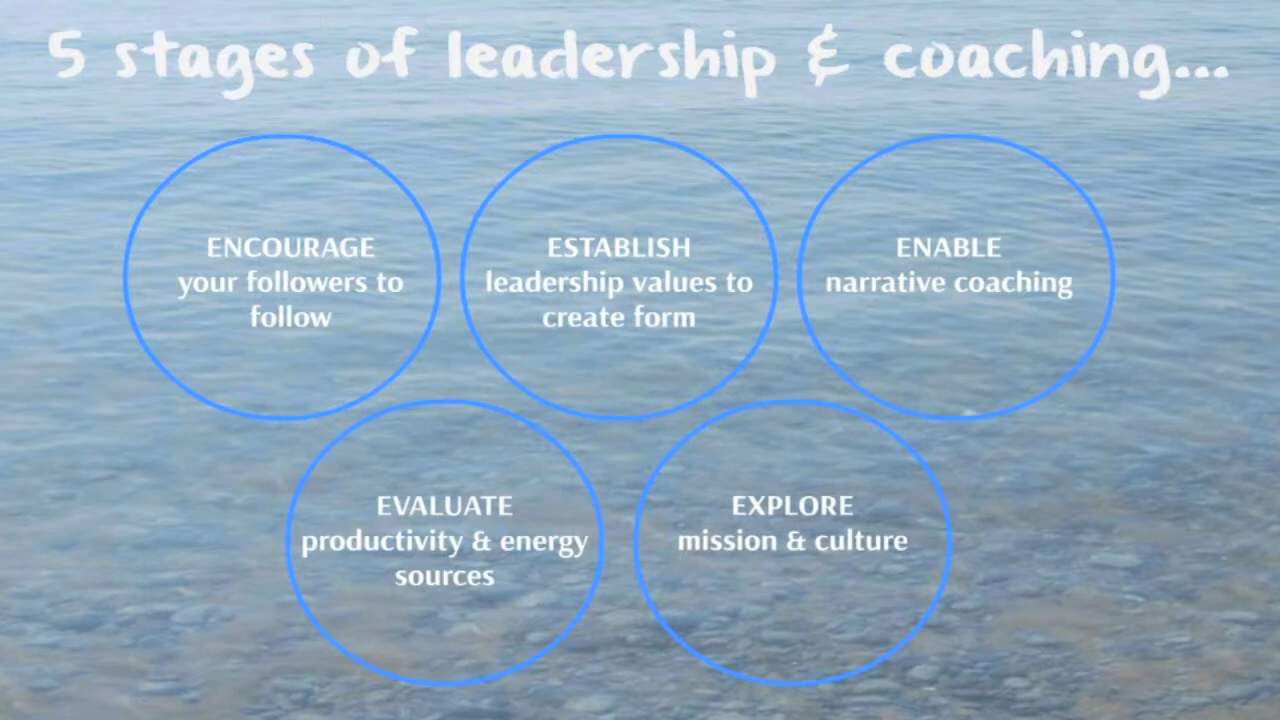 5 stages of leadership & coaching...
ENCOURAGE
your followers to
follow
ESTABLISH
leadership values to
create form
ENABLE
narrative coaching
EVALUATE
productivity & energy
sources
EXPLORE
mission & culture